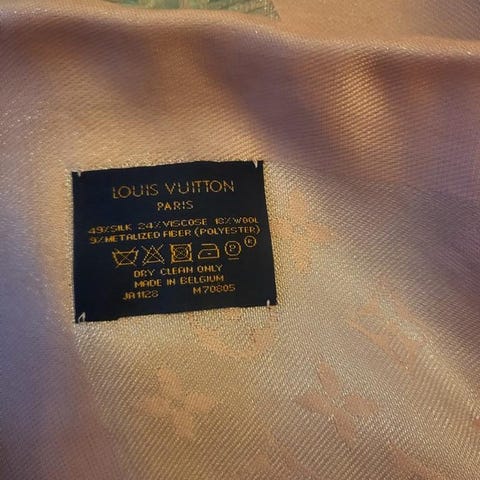 LOUIS VUITTON
PARIS
49% SILK 24% VISCOSE 18% WOOL
9% METALIZED FIBER (POLYESTER)
P
DRY CLEAN ONLY
MADE IN BELGIUM
JA1128 M70805